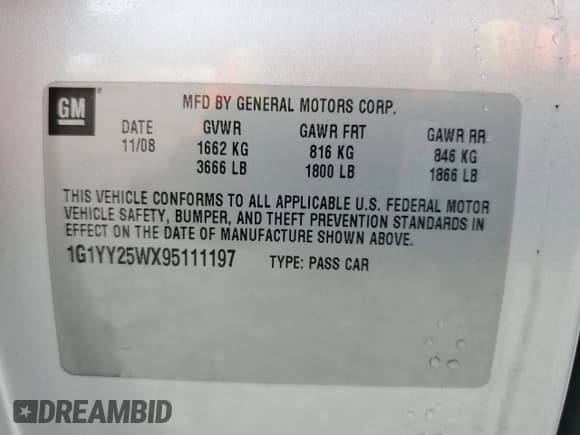 GM ®
MFD BY GENERAL MOTORS CORP.
DATE GVWR GAWR FRT GAWR RR
11/08 1662 KG 816 KG 846 KG
3666 LB 1800 LB 1866 LB
THIS VEHICLE CONFORMS TO ALL APPLICABLE U.S. FEDERAL MOTOR
VEHICLE SAFETY, BUMPER, AND THEFT PREVENTION STANDARDS IN
EFFECT ON THE DATE OF MANUFACTURE SHOWN ABOVE.
1G1YY25WX95111197 TYPE: PASS CAR
DREAMBID